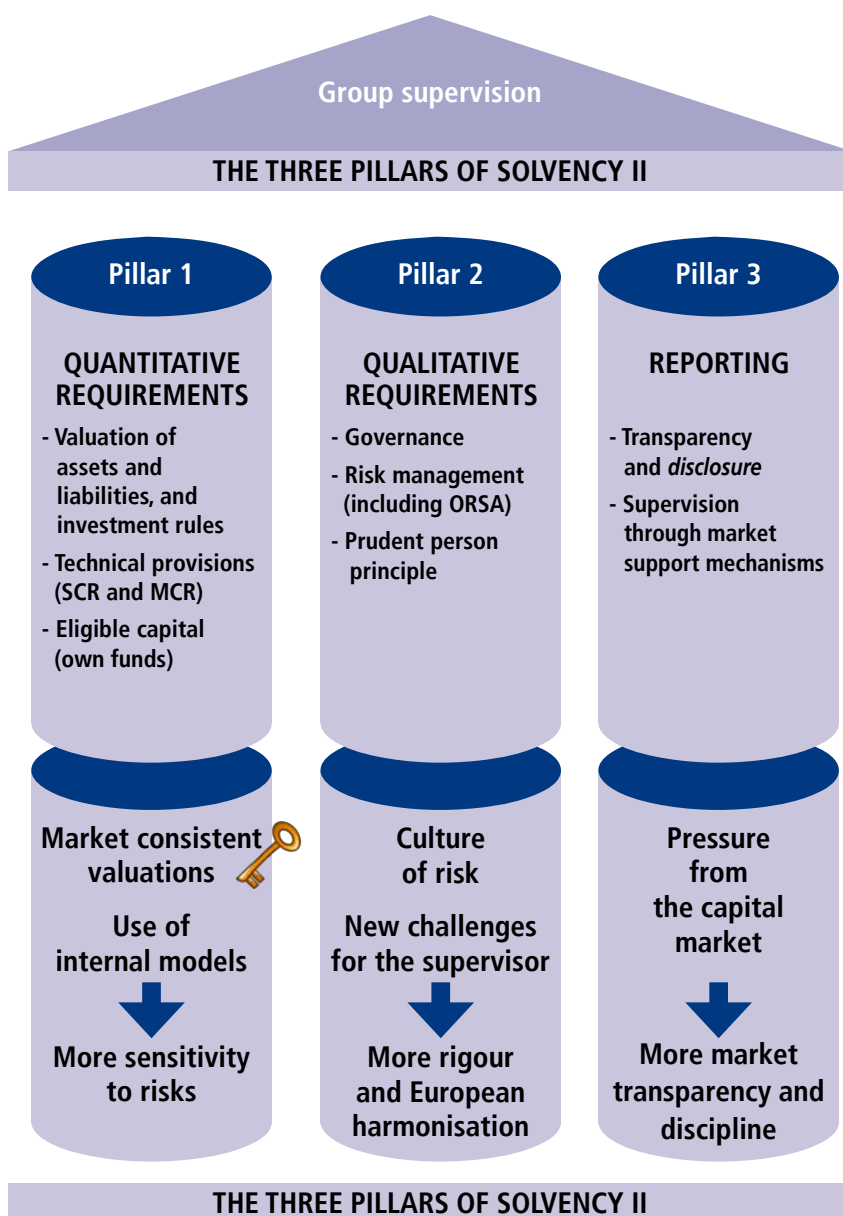 Group supervision
THE THREE PILLARS OF SOLVENCY II
Pillar 1
QUANTITATIVE
REQUIREMENTS
- Valuation of
assets and
liabilities, and
investment rules
- Technical provisions
(SCR and MCR)
- Eligible capital
(own funds)
Market consistent
valuations
Use of
internal models
More sensitivity
to risks
Pillar 2
QUALITATIVE
REQUIREMENTS
- Governance
- Risk management
(including ORSA)
- Prudent person
principle
Culture
of risk
New challenges
for the supervisor
More rigour
and European
harmonisation
Pillar 3
REPORTING
- Transparency
and disclosure
- Supervision
through market
support mechanisms
Pressure
from
the capital
market
More market
transparency and
discipline
THE THREE PILLARS OF SOLVENCY II